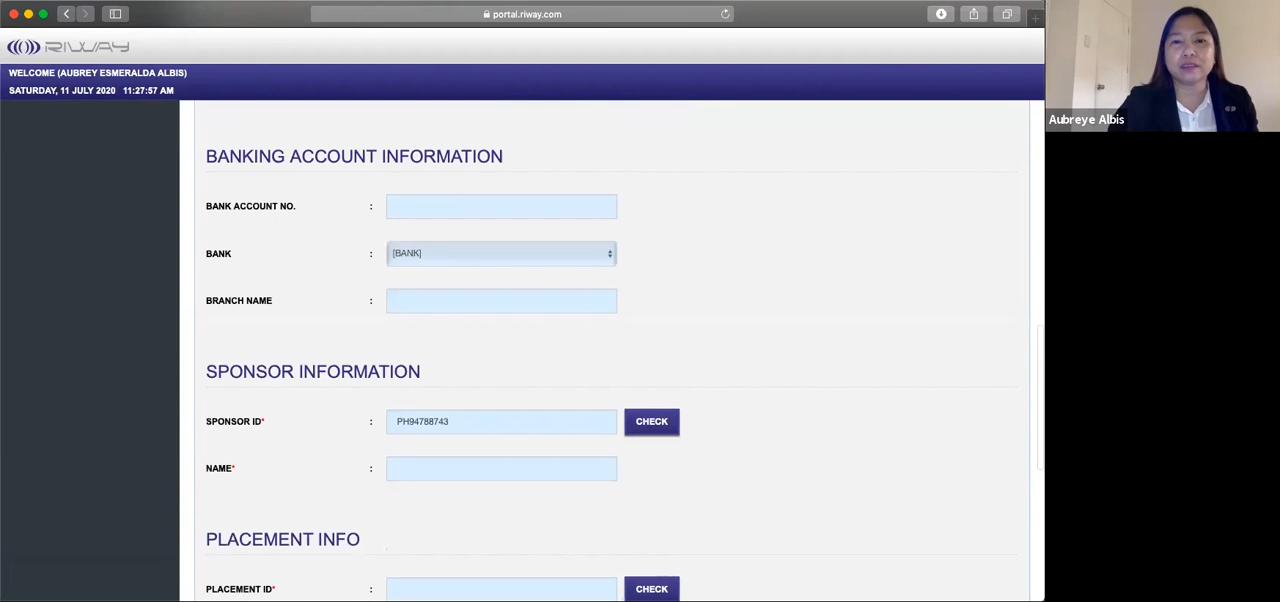 portal.riway.com
RIWAY
WELCOME (AUBREY ESMERALDA ALBIS)
SATURDAY, 11 JULY 2020 11:27:57 AM
Aubreye Albis
BANKING ACCOUNT INFORMATION
BANK ACCOUNT NO. :
BANK : [BANK]
BRANCH NAME :
SPONSOR INFORMATION
SPONSOR ID* : PH94788743 CHECK
NAME* :
PLACEMENT INFO
PLACEMENT ID* : CHECK